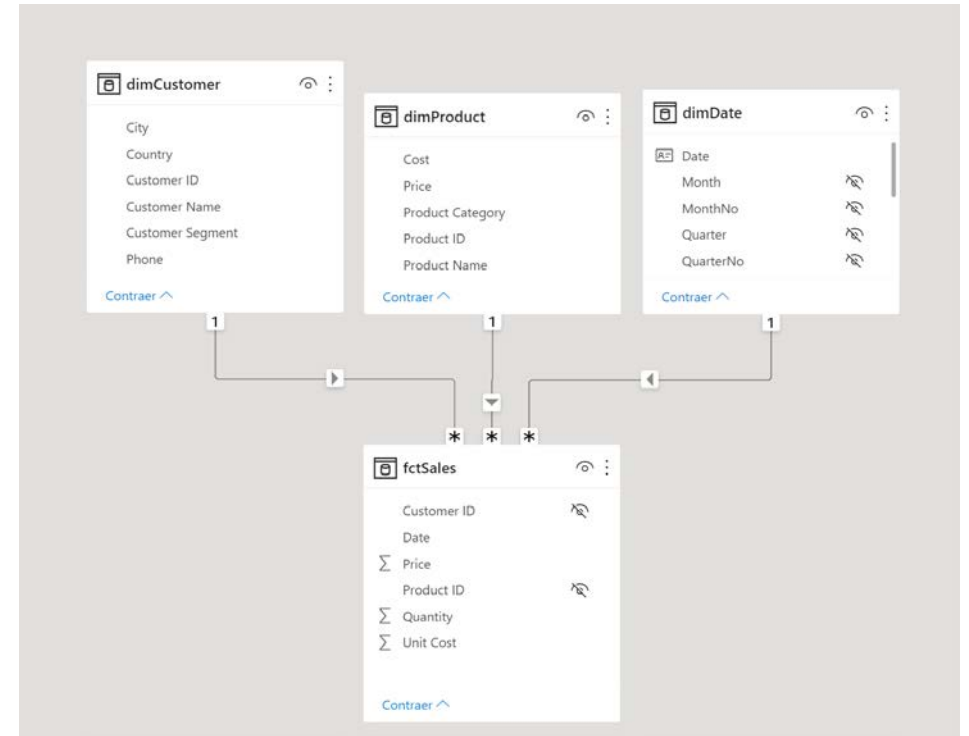 dimCustomer
City
Country
Customer ID
Customer Name
Customer Segment
Phone
Contraer
dimProduct
Cost
Price
Product Category
Product ID
Product Name
Contraer
dimDate
Date
Month
MonthNo
Quarter
QuarterNo
Contraer
1
1
1
*
*
*
fctSales
Customer ID
Date
Σ Price
Product ID
Σ Quantity
Σ Unit Cost
Contraer